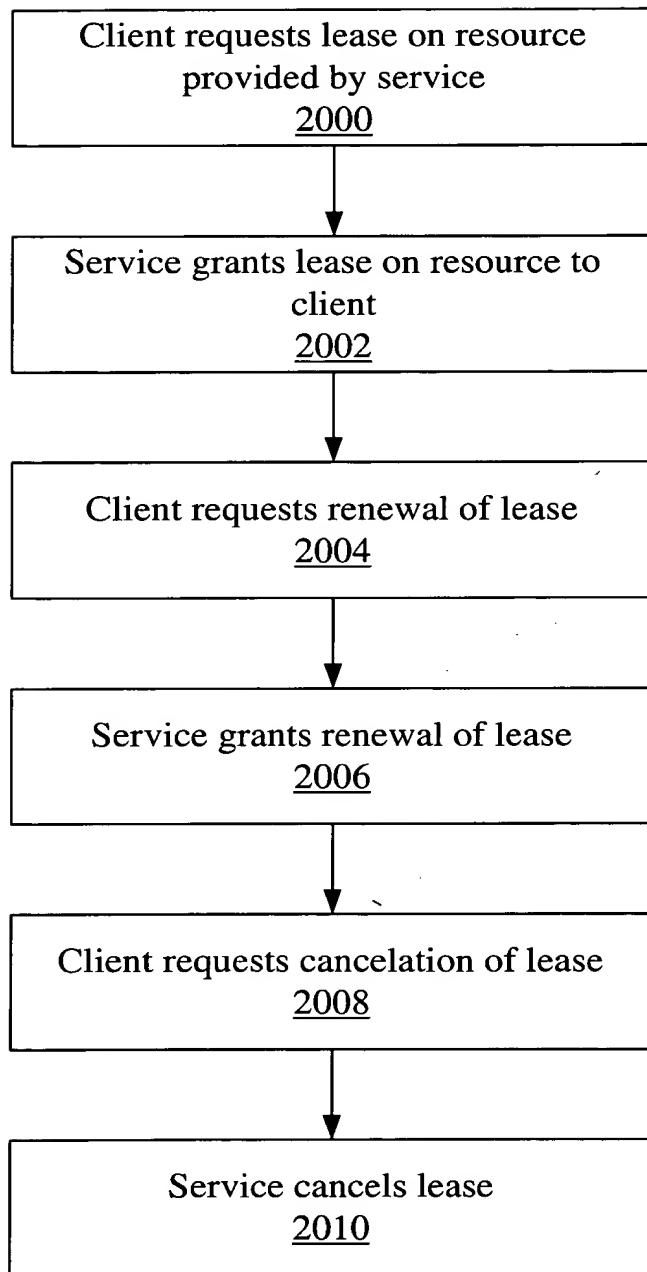 Client requests lease on resource
provided by service
2000
Service grants lease on resource to
client
2002
Client requests renewal of lease
2004
Service grants renewal of lease
2006
Client requests cancelation of lease
2008
Service cancels lease
2010